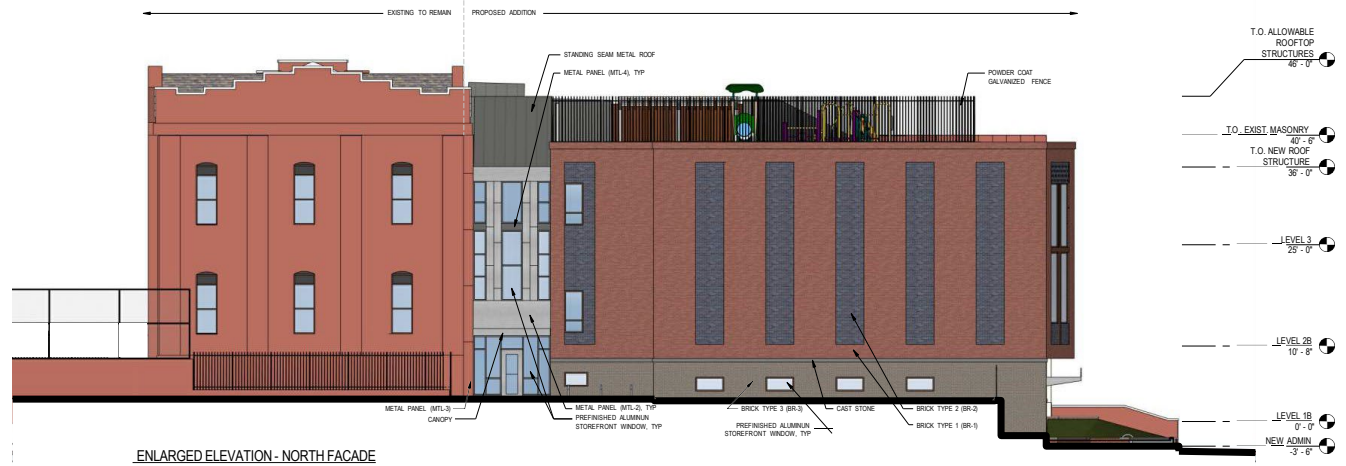 EXISTING TO REMAIN
PROPOSED ADDITION
STANDING SEAM METAL ROOF
METAL PANEL (MTL-4), TYP
POWDER COAT
GALVANIZED FENCE
T.O. ALLOWABLE
ROOFTOP
STRUCTURES
46' - 0"
T.O. EXIST. MASONRY
40' - 6"
T.O. NEW ROOF
STRUCTURE
36' - 0"
LEVEL 3
25' - 0"
LEVEL 2B
10' - 8"
LEVEL 1B
0' - 0"
NEW ADMIN
-3' - 6"
METAL PANEL (MTL-3)
CANOPY
METAL PANEL (MTL-2), TYP
PREFINISHED ALUMINUN
STOREFRONT WINDOW, TYP
BRICK TYPE 3 (BR-3)
PREFINISHED ALUMINUN
STOREFRONT WINDOW, TYP
CAST STONE
BRICK TYPE 2 (BR-2)
BRICK TYPE 1 (BR-1)
ENLARGED ELEVATION - NORTH FACADE